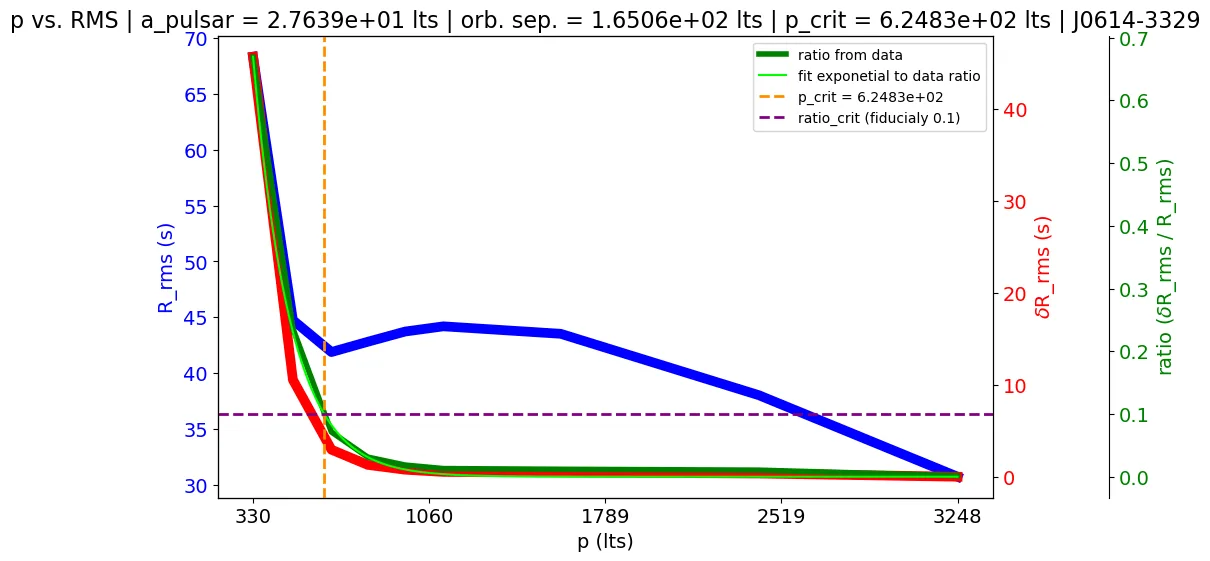 p vs. RMS | a_pulsar = 2.7639e+01 lts | orb. sep. = 1.6506e+02 lts | p_crit = 6.2483e+02 lts | J0614-3329
ratio from data
fit exponetial to data ratio
p_crit = 6.2483e+02
ratio_crit (fiducialy 0.1)
R_rms (s)
70
65
60
55
50
45
40
35
30
40
30
20
10
0
δR_rms (s)
0.7
0.6
0.5
0.4
0.3
0.2
0.1
0.0
ratio (δR_rms / R_rms)
330 1060 1789 2519 3248
p (lts)